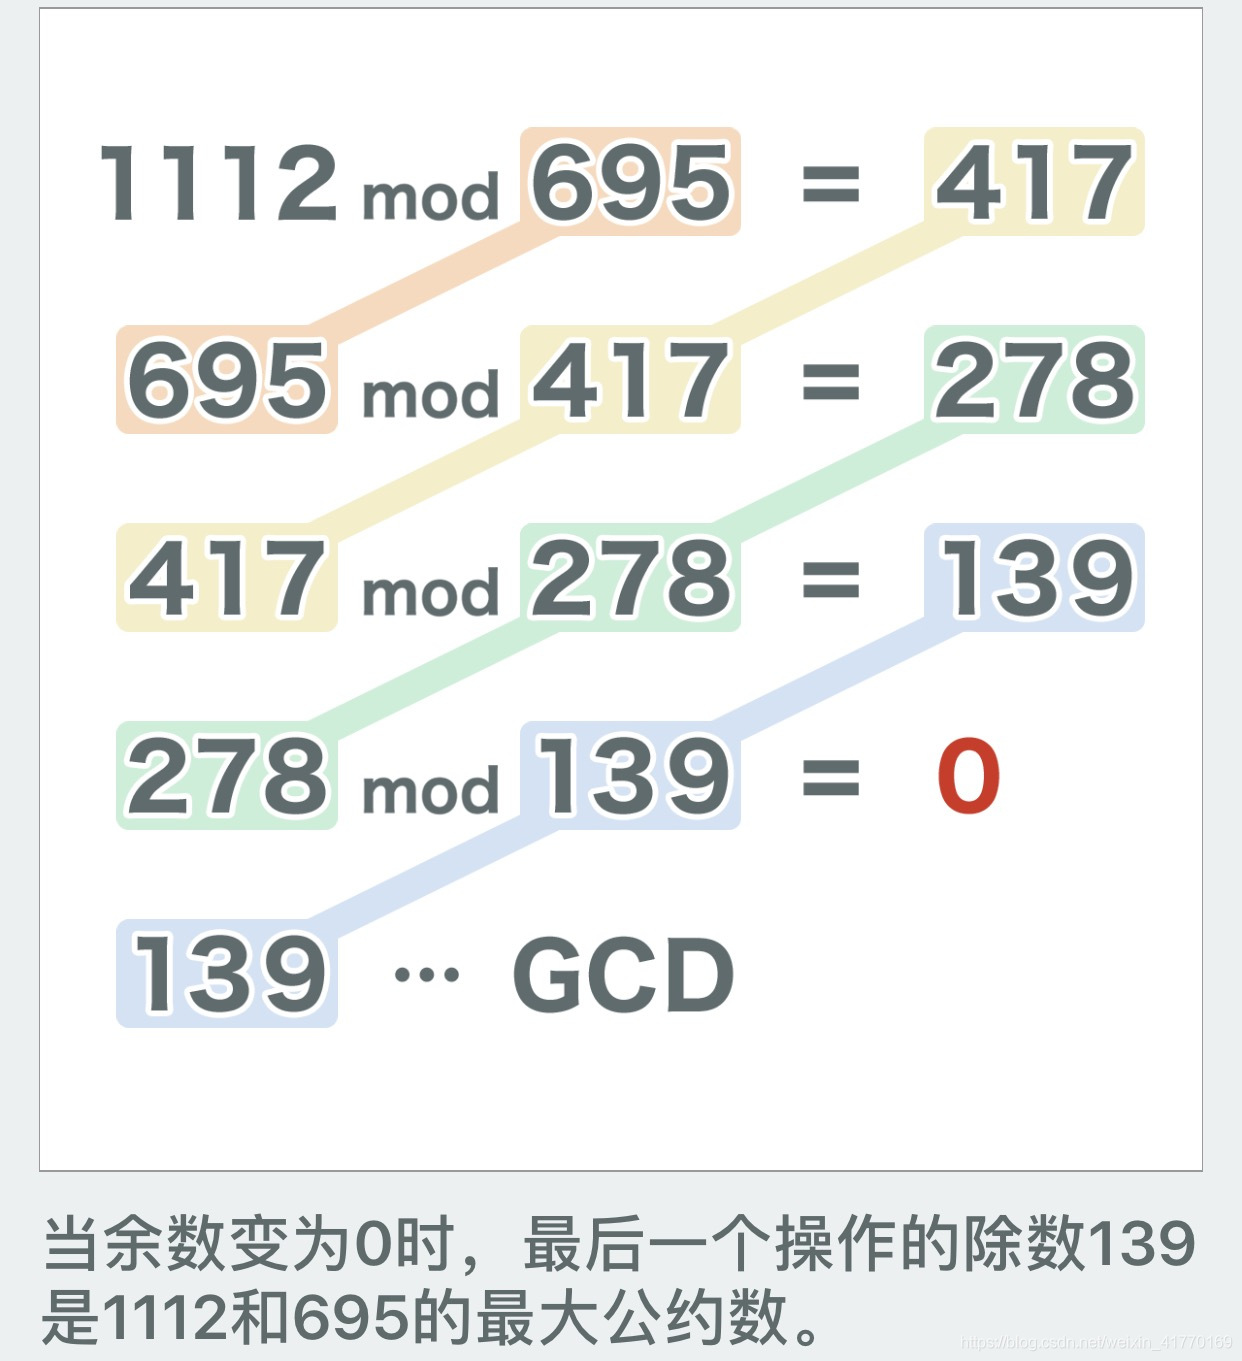 1112 mod 695 = 417
695 mod 417 = 278
417 mod 278 = 139
278 mod 139 = 0
139 ··· GCD
当余数变为0时，最后一个操作的除数139
是1112和695的最大公约数。
https://blog.csdn.net/weixin_41770169